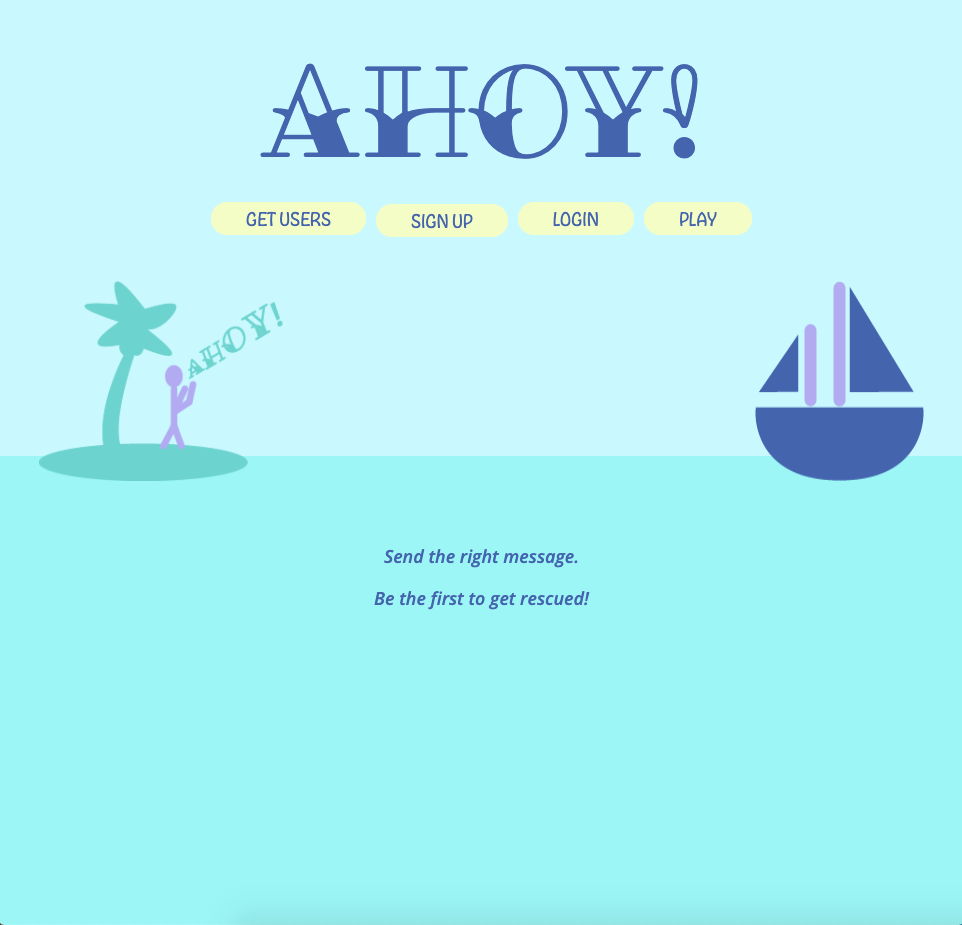 AHOY!
GET USERS
SIGN UP
LOGIN
PLAY
AHOY!
Send the right message.
Be the first to get rescued!